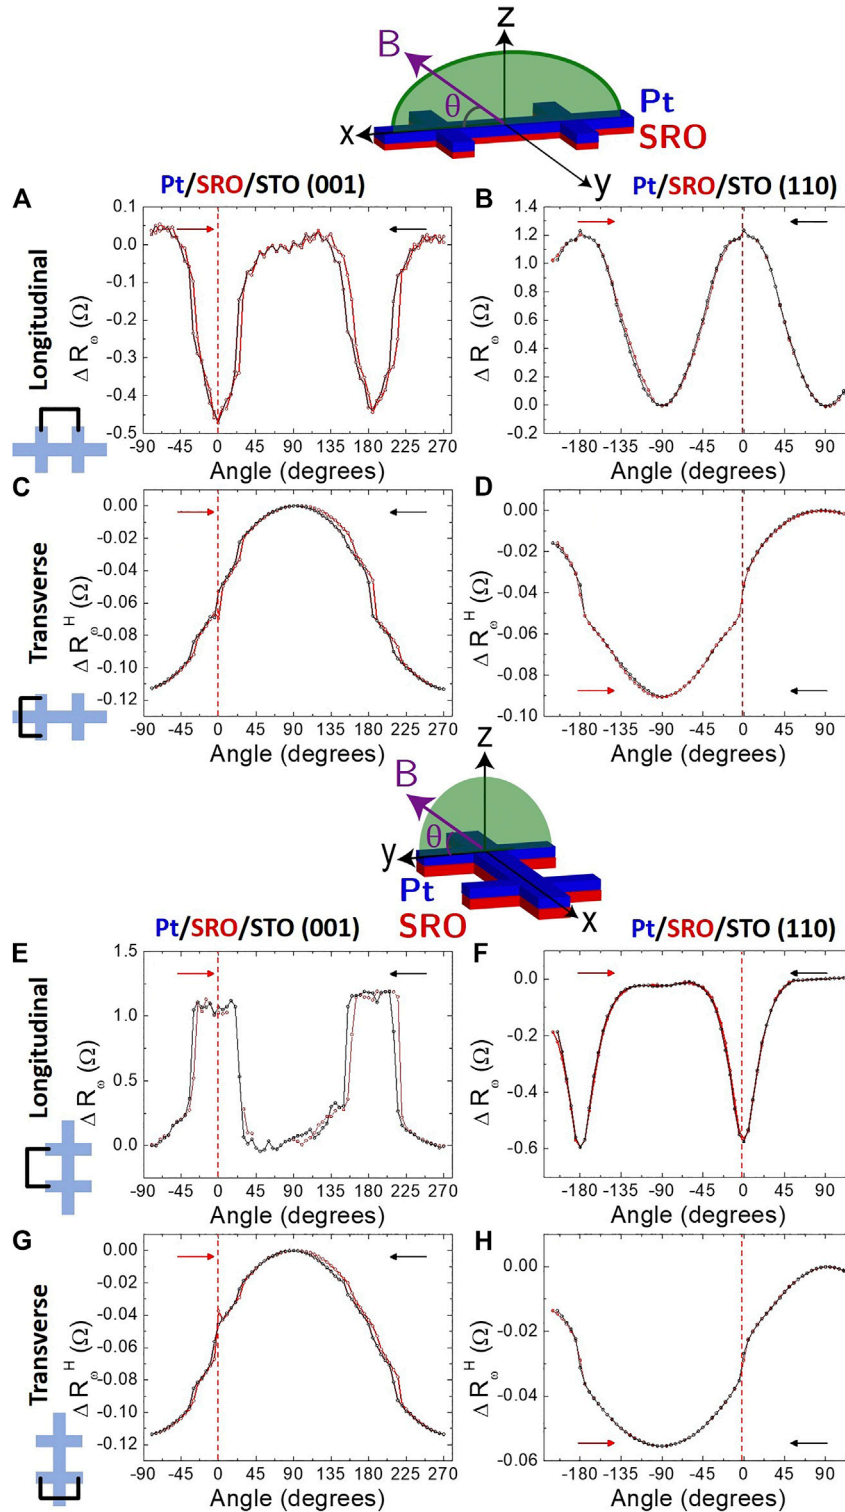 z
B
θ
Pt
x
SRO
y
Pt/SRO/STO (001)
Pt/SRO/STO (110)
A
Longitudinal
Δ R_ω (Ω)
0.1
0.0
-0.1
-0.2
-0.3
-0.4
-0.5
-90 -45 0 45 90 135 180 225 270
Angle (degrees)
B
Δ R_ω (Ω)
1.4
1.2
1.0
0.8
0.6
0.4
0.2
0.0
-0.2
-180 -135 -90 -45 0 45 90
Angle (degrees)
C
Transverse
Δ R_ω^H (Ω)
0.00
-0.02
-0.04
-0.06
-0.08
-0.10
-0.12
-90 -45 0 45 90 135 180 225 270
Angle (degrees)
D
Δ R_ω^H (Ω)
0.00
-0.02
-0.04
-0.06
-0.08
-0.10
-180 -135 -90 -45 0 45 90
Angle (degrees)
z
B
θ
y
Pt
SRO
x
Pt/SRO/STO (001)
Pt/SRO/STO (110)
E
Longitudinal
Δ R_ω (Ω)
1.5
1.0
0.5
0.0
-90 -45 0 45 90 135 180 225 270
Angle (degrees)
F
Δ R_ω (Ω)
0.0
-0.2
-0.4
-0.6
-180 -135 -90 -45 0 45 90
Angle (degrees)
G
Transverse
Δ R_ω^H (Ω)
0.00
-0.02
-0.04
-0.06
-0.08
-0.10
-0.12
-90 -45 0 45 90 135 180 225 270
Angle (degrees)
H
Δ R_ω^H (Ω)
0.00
-0.02
-0.04
-0.06
-180 -135 -90 -45 0 45 90
Angle (degrees)